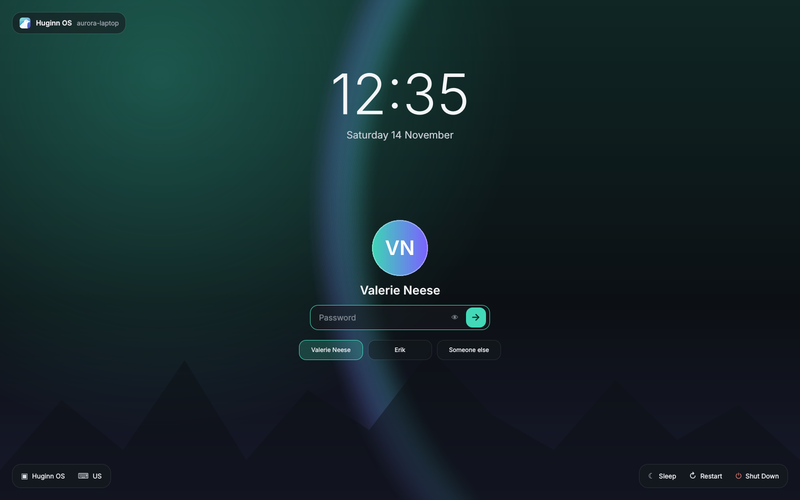 Huginn OS aurora-laptop
12:35
Saturday 14 November
VN
Valerie Neese
Password
Valerie Neese Erik Someone else
Huginn OS US Sleep Restart Shut Down